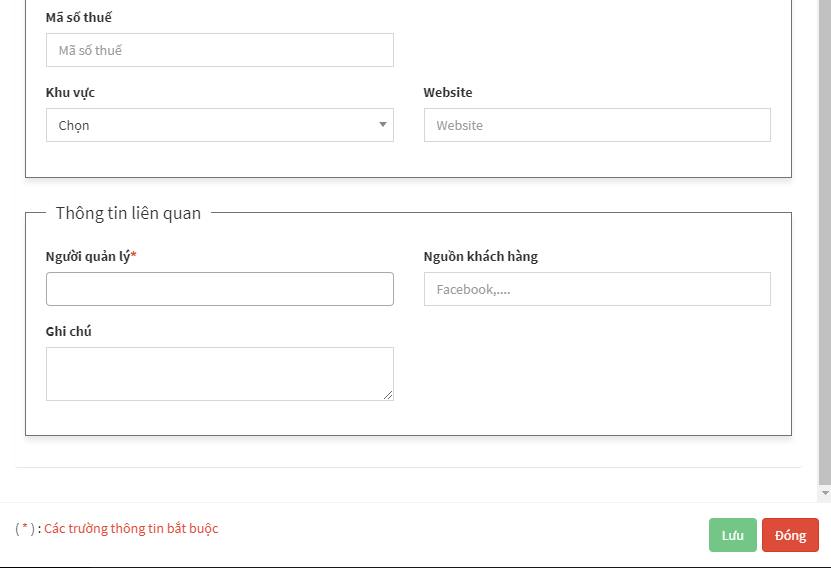 Mã số thuế
Mã số thuế
Khu vực
Website
Chọn
Website
Thông tin liên quan
Người quản lý*
Nguồn khách hàng
Facebook,....
Ghi chú
( * ) : Các trường thông tin bắt buộc
Lưu
Đóng